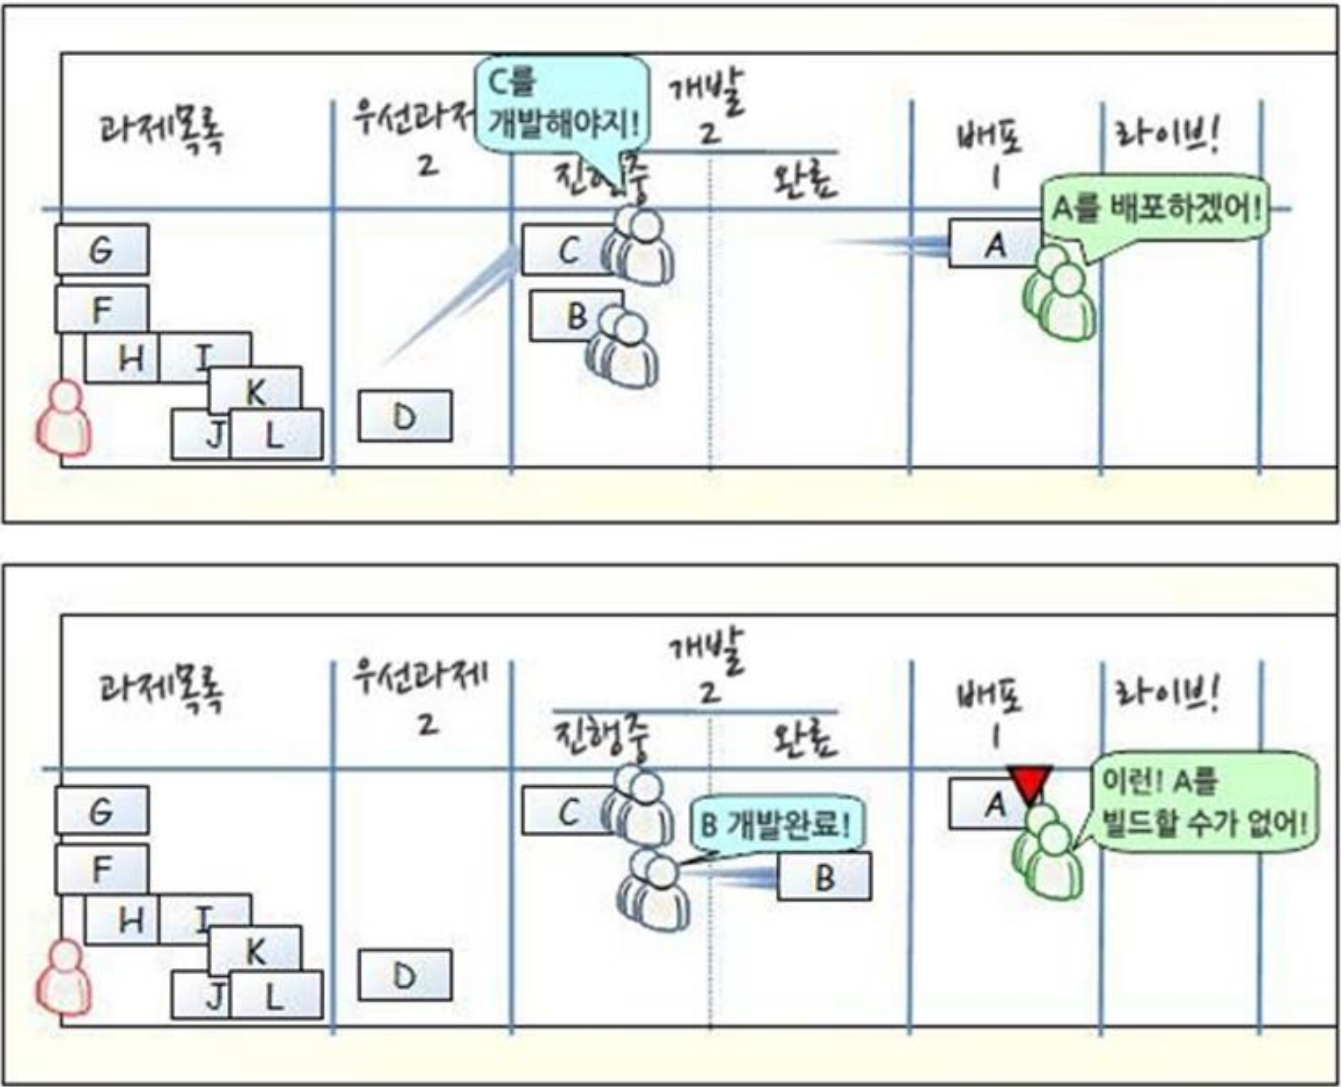 과제목록
우선과저
2
C를
개발해야지!
개발
2
진행중
완료
배포
1
라이브!
A를 배포하겠어!
G
F
H
I
K
J
L
D
C
B
A
과제목록
우선과제
2
개발
2
진행중
완료
배포
1
라이브!
G
F
H
I
K
J
L
D
C
B 개발완료!
B
A
이런! A를
빌드할 수가 없어!